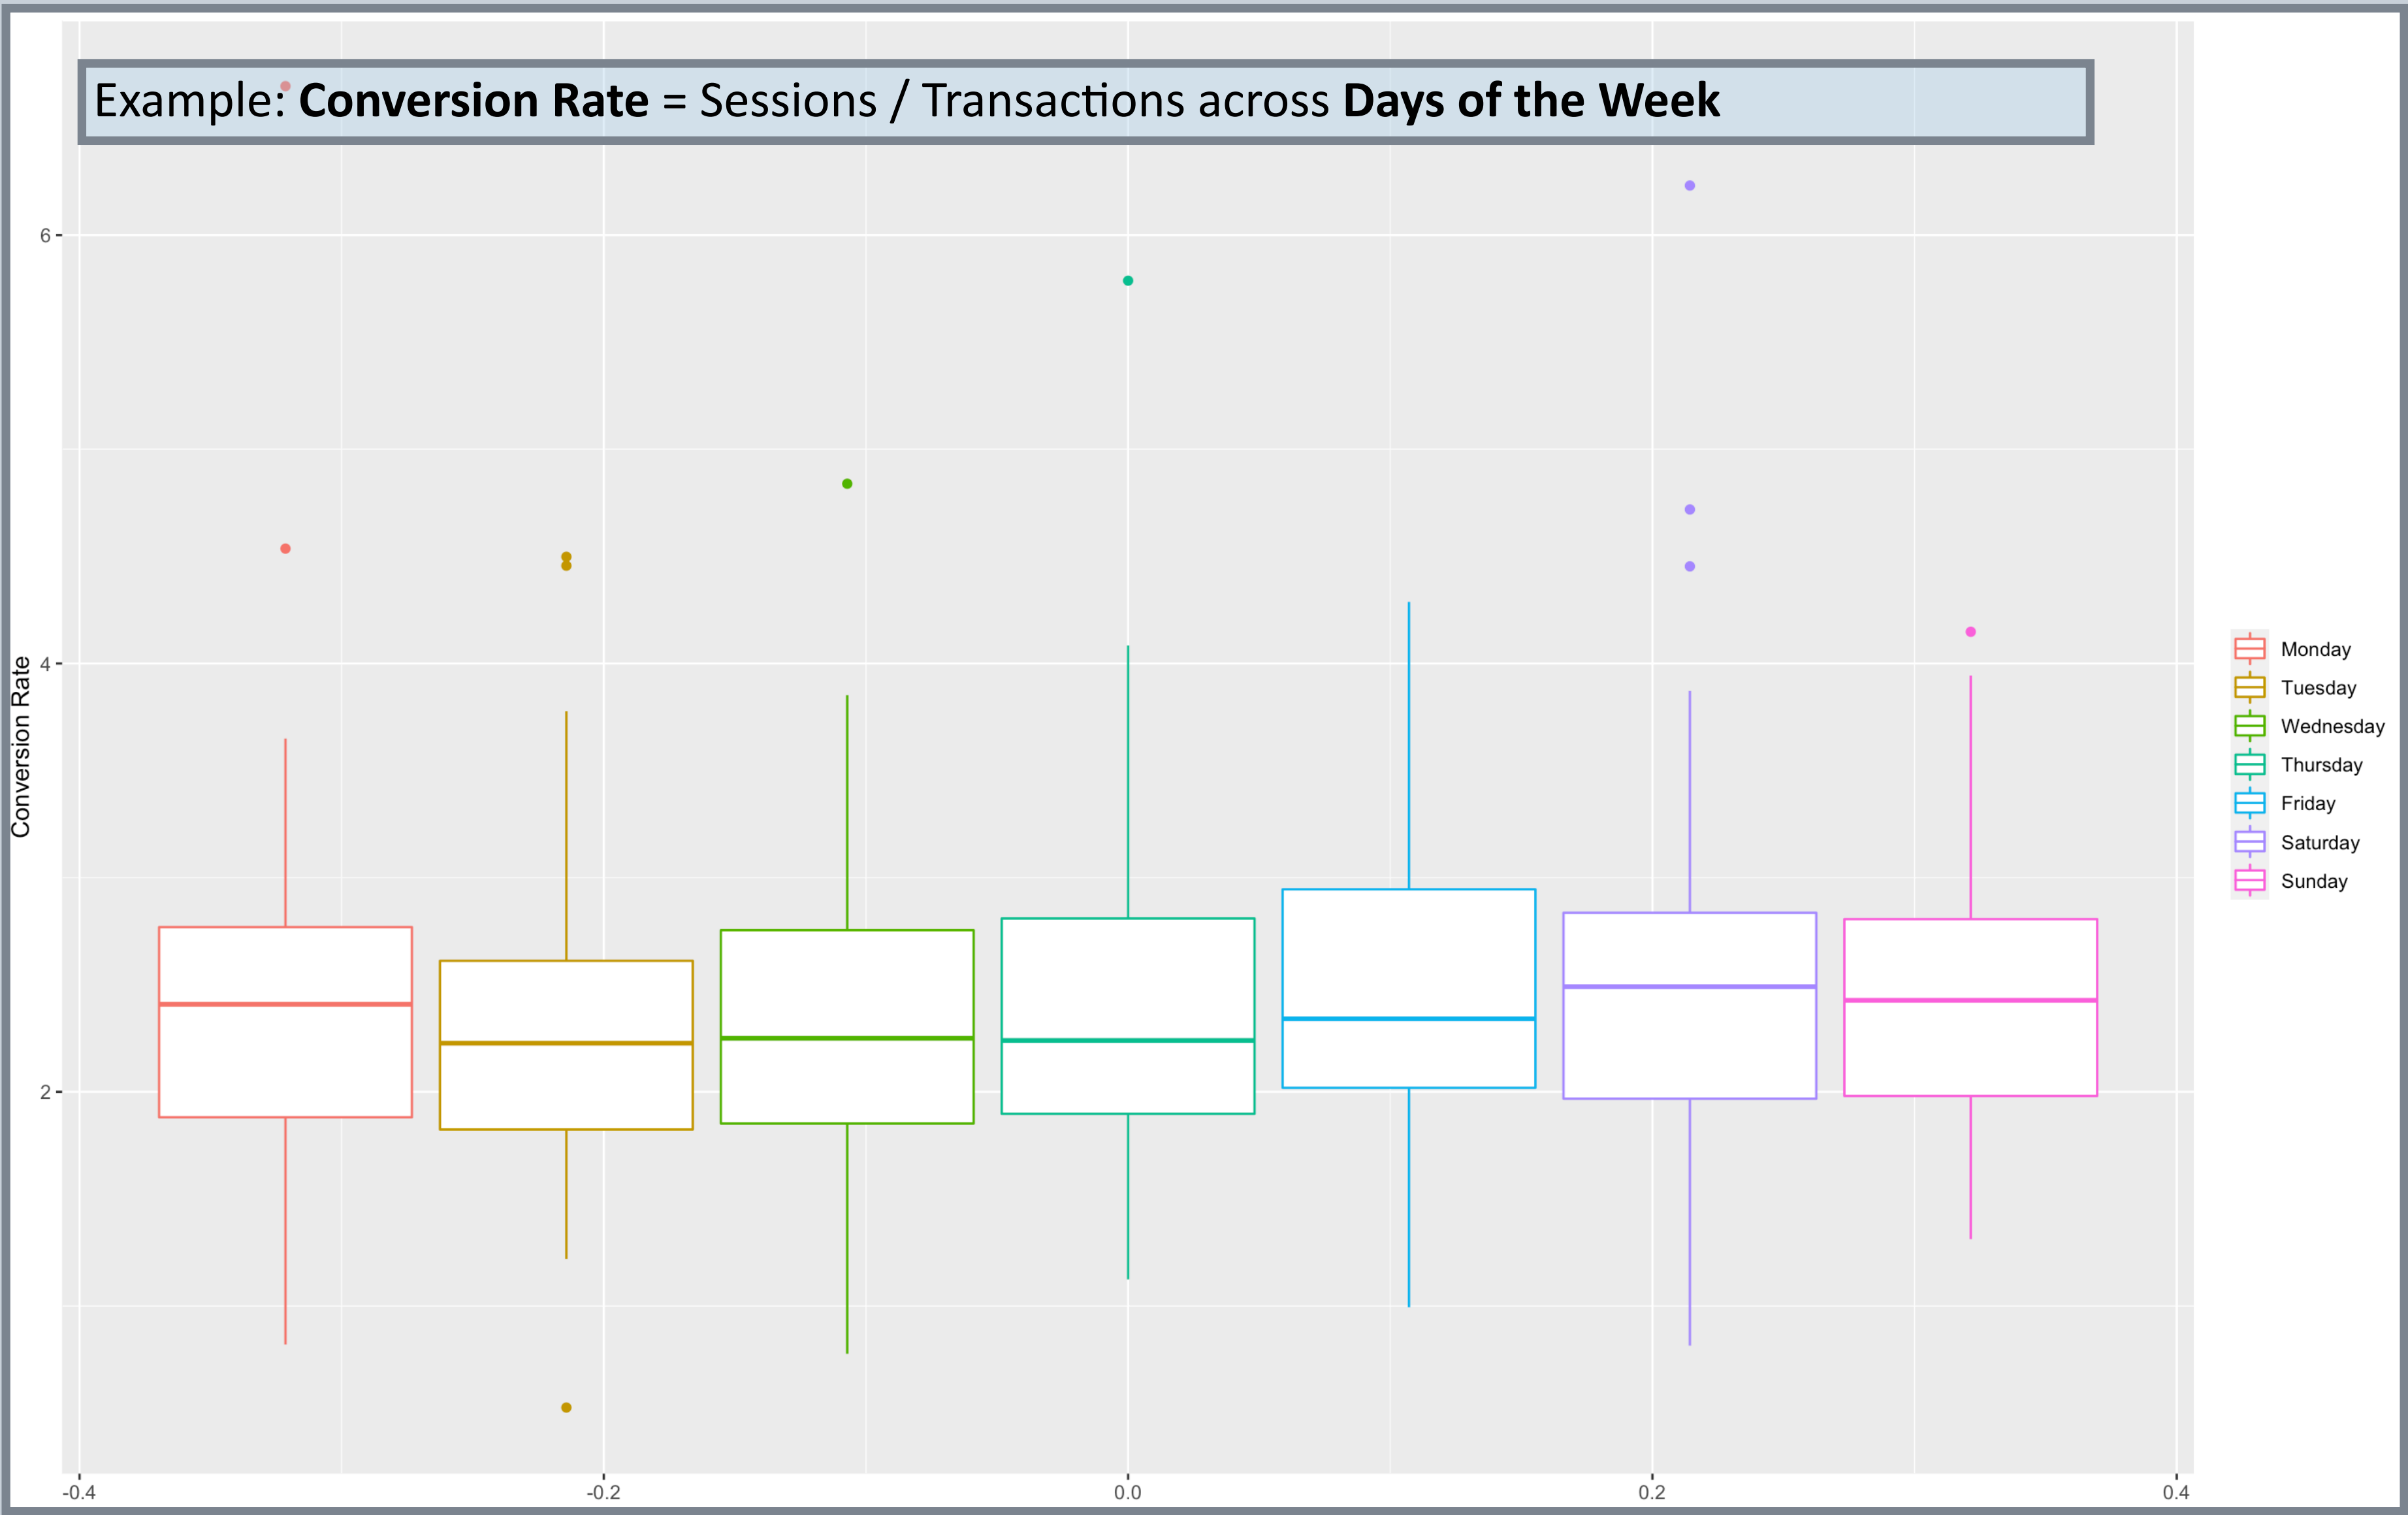 Example: Conversion Rate = Sessions / Transactions across Days of the Week
6
4
2
Conversion Rate
-0.4
-0.2
0.0
0.2
0.4
Monday
Tuesday
Wednesday
Thursday
Friday
Saturday
Sunday